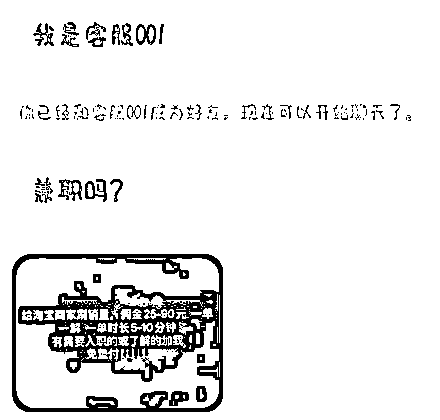 我是客服001
你已经和客服001成为好友，现在可以开始聊天了。
兼职吗？
给淘宝商家刷销量，佣金25-90元一单
一解 一单时长5-10分钟
有需要入职的或了解的加我
免垫付！！！！